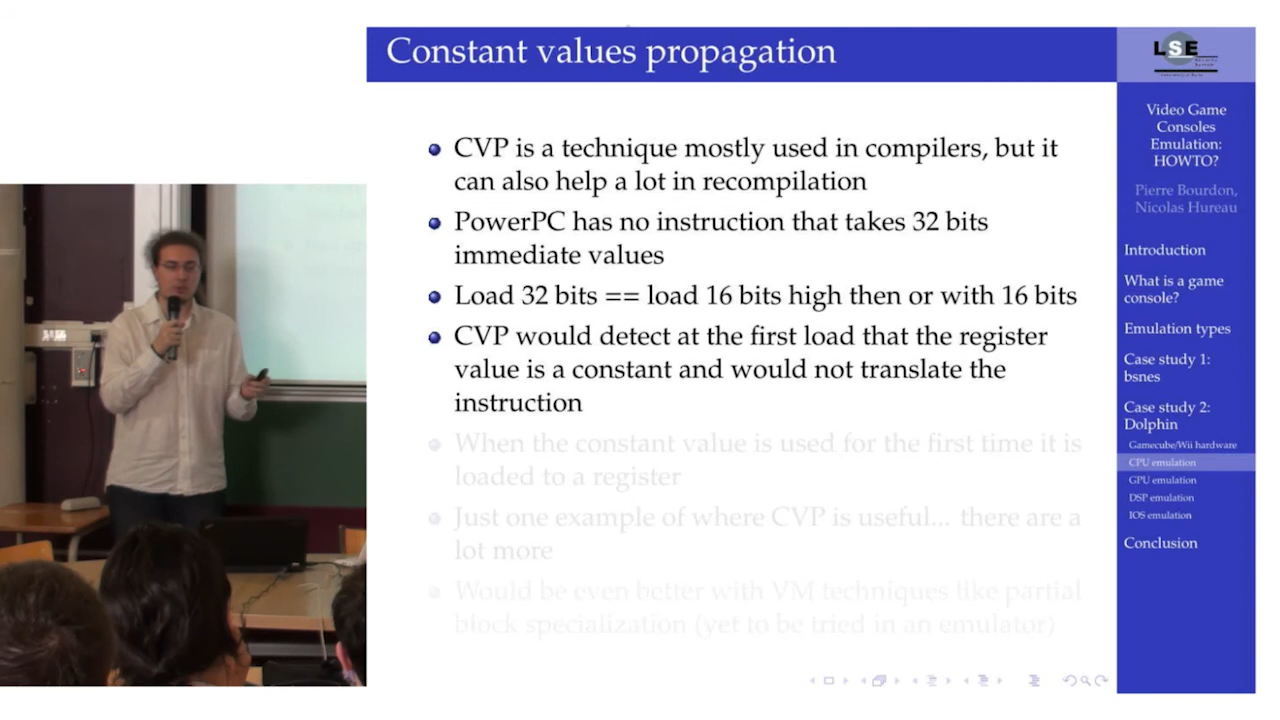 Constant values propagation
CVP is a technique mostly used in compilers, but it
can also help a lot in recompilation
PowerPC has no instruction that takes 32 bits
immediate values
Load 32 bits == load 16 bits high then or with 16 bits
CVP would detect at the first load that the register
value is a constant and would not translate the
instruction
When the constant value is used for the first time it is
loaded to a register
Just one example of where CVP is useful... there are a
lot more
Would be even better with VM techniques like partial
block specialization (yet to be tried in an emulator)
LSE
Video Game
Consoles
Emulation:
HOWTO?
Pierre Bourdon,
Nicolas Hureau
Introduction
What is a game
console?
Emulation types
Case study 1:
bsnes
Case study 2:
Dolphin
Gamecube/Wii hardware
CPU emulation
GPU emulation
DSP emulation
IOS emulation
Conclusion